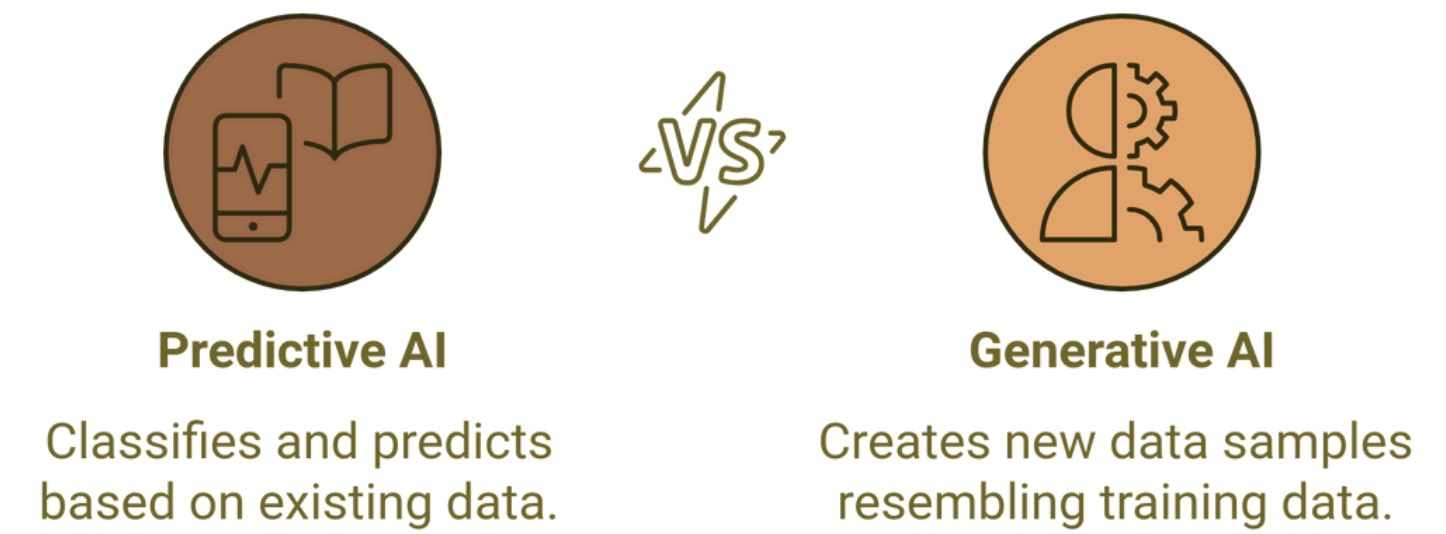 VS
Predictive AI
Classifies and predicts
based on existing data.
Generative AI
Creates new data samples
resembling training data.